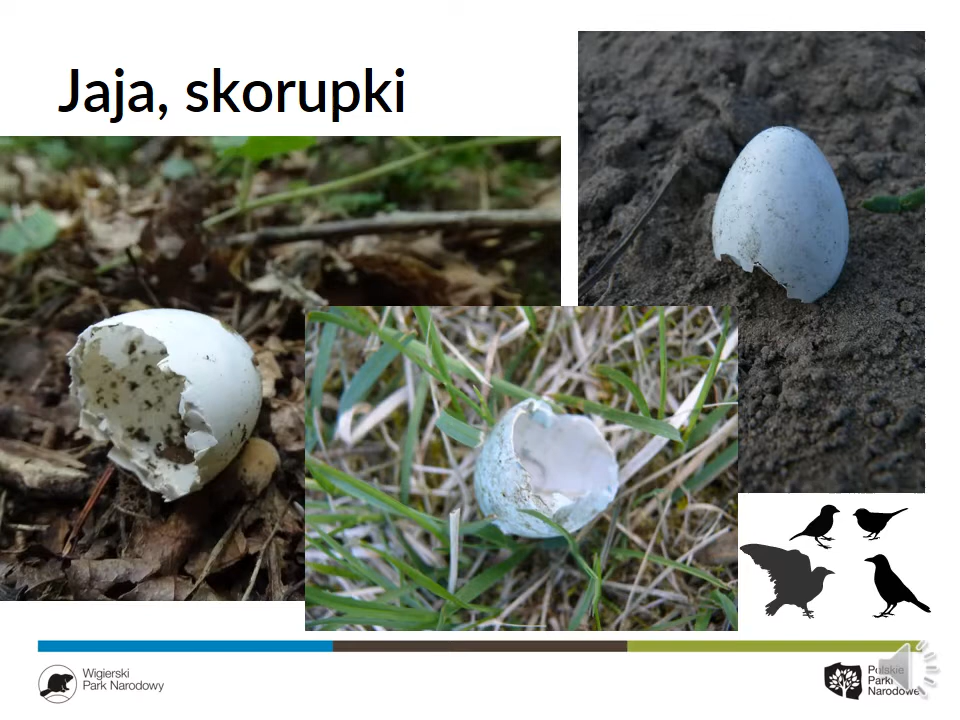 Jaja, skorupki
Wigierski
Park Narodowy
Polskie
Parki
Narodowe